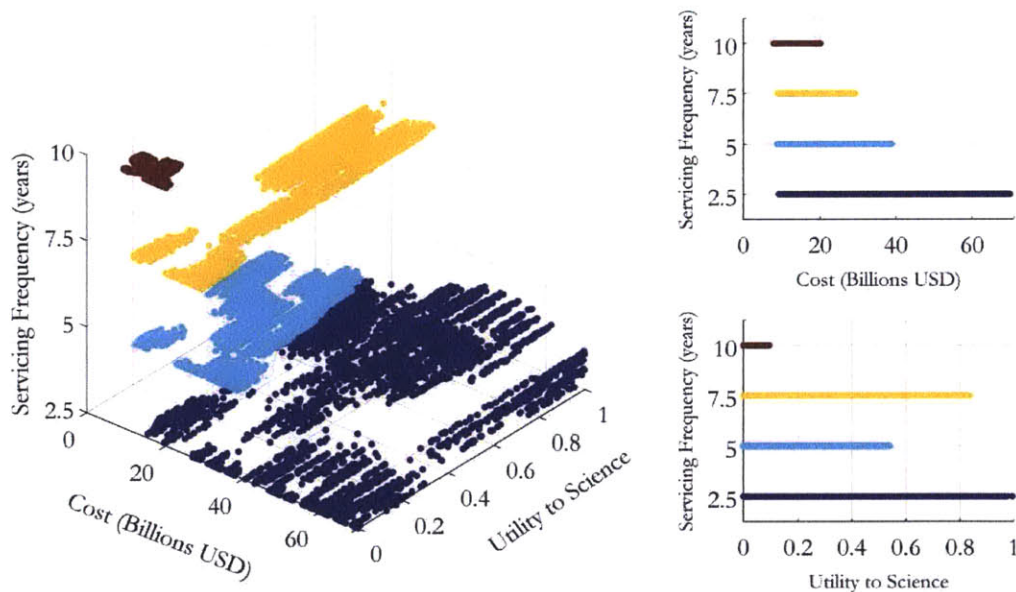 Servicing Frequency (years)
10
7.5
5
2.5
0
20
40
60
Cost (Billions USD)
0
0.2
0.4
0.6
0.8
1
Utility to Science
Servicing Frequency (years)
10
7.5
5
2.5
0 20 40 60
Cost (Billions USD)
Servicing Frequency (years)
10
7.5
5
2.5
0 0.2 0.4 0.6 0.8 1
Utility to Science